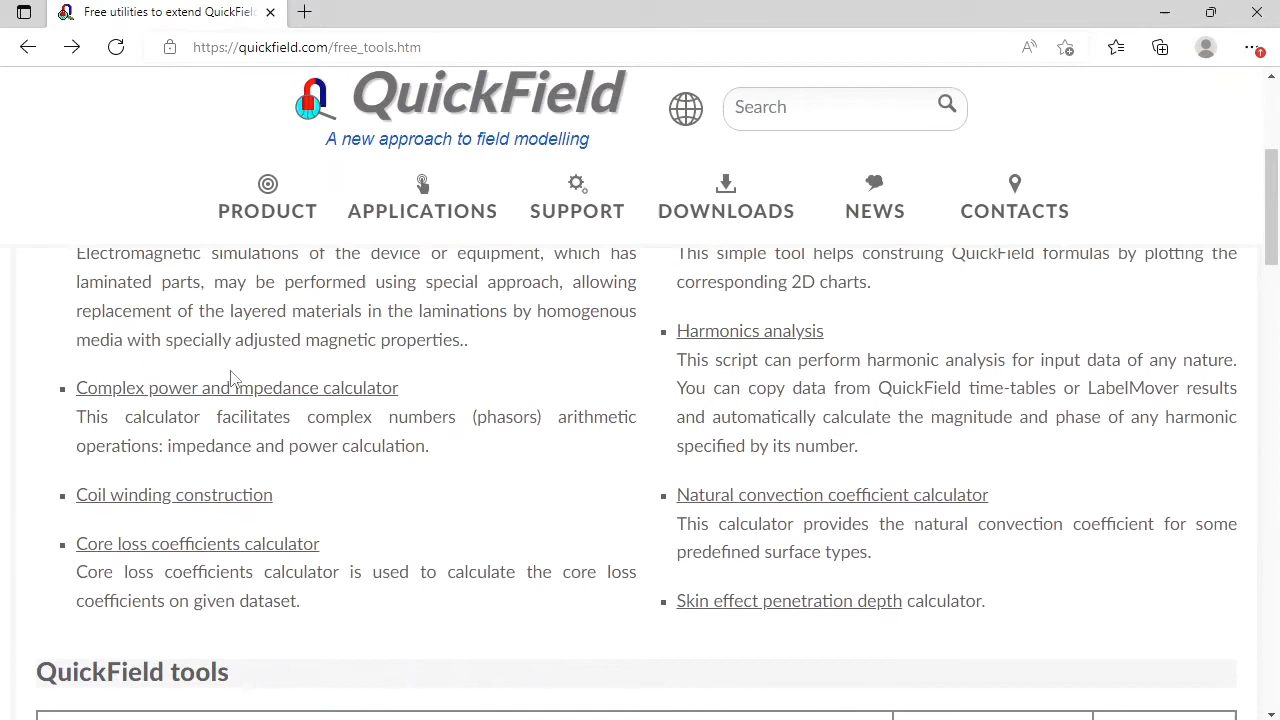 Free utilities to extend QuickField
https://quickfield.com/free_tools.htm
QuickField
A new approach to field modelling
Search
PRODUCT
APPLICATIONS
SUPPORT
DOWNLOADS
NEWS
CONTACTS
Electromagnetic simulations of the device or equipment, which has
laminated parts, may be performed using special approach, allowing
replacement of the layered materials in the laminations by homogenous
media with specially adjusted magnetic properties..
Complex power and impedance calculator
This calculator facilitates complex numbers (phasors) arithmetic
operations: impedance and power calculation.
Coil winding construction
Core loss coefficients calculator
Core loss coefficients calculator is used to calculate the core loss
coefficients on given dataset.
This simple tool helps construing QuickField formulas by plotting the
corresponding 2D charts.
Harmonics analysis
This script can perform harmonic analysis for input data of any nature.
You can copy data from QuickField time-tables or LabelMover results
and automatically calculate the magnitude and phase of any harmonic
specified by its number.
Natural convection coefficient calculator
This calculator provides the natural convection coefficient for some
predefined surface types.
Skin effect penetration depth calculator.
QuickField tools